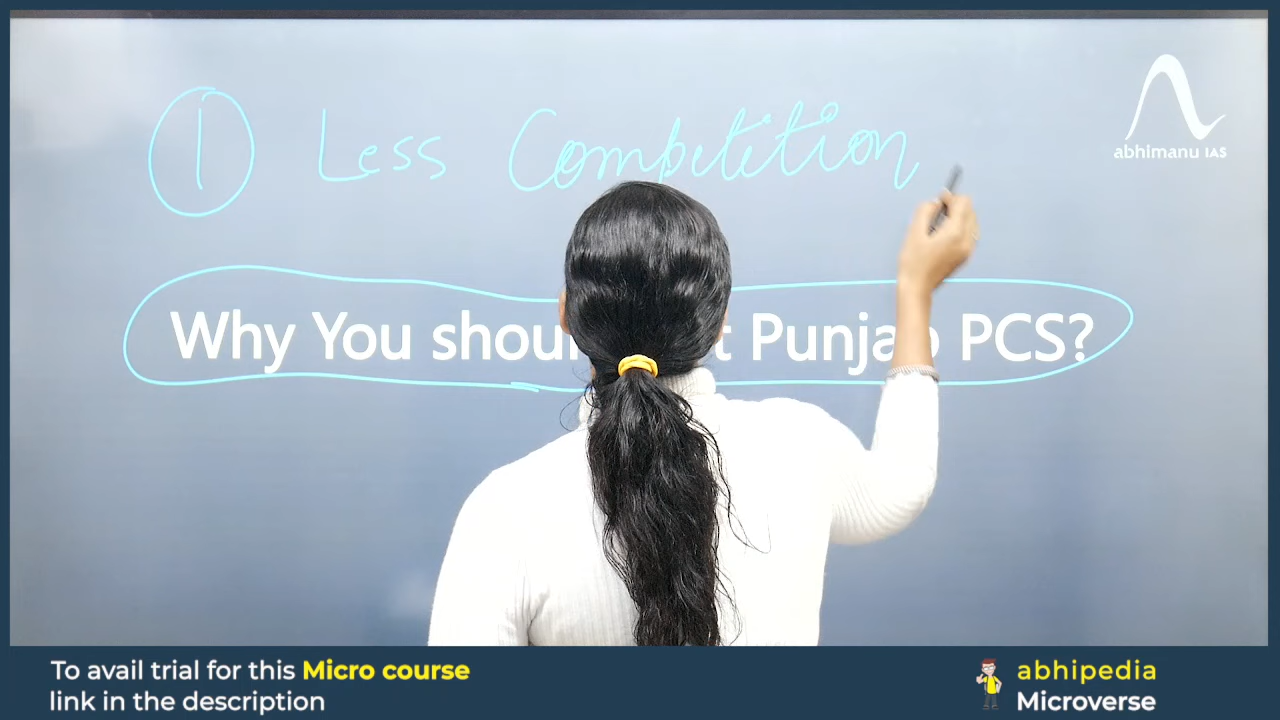 ① Less Competition
abhimanu IAS
Why You shou t Punjab PCS?
To avail trial for this Micro course
link in the description
abhipedia
Microverse